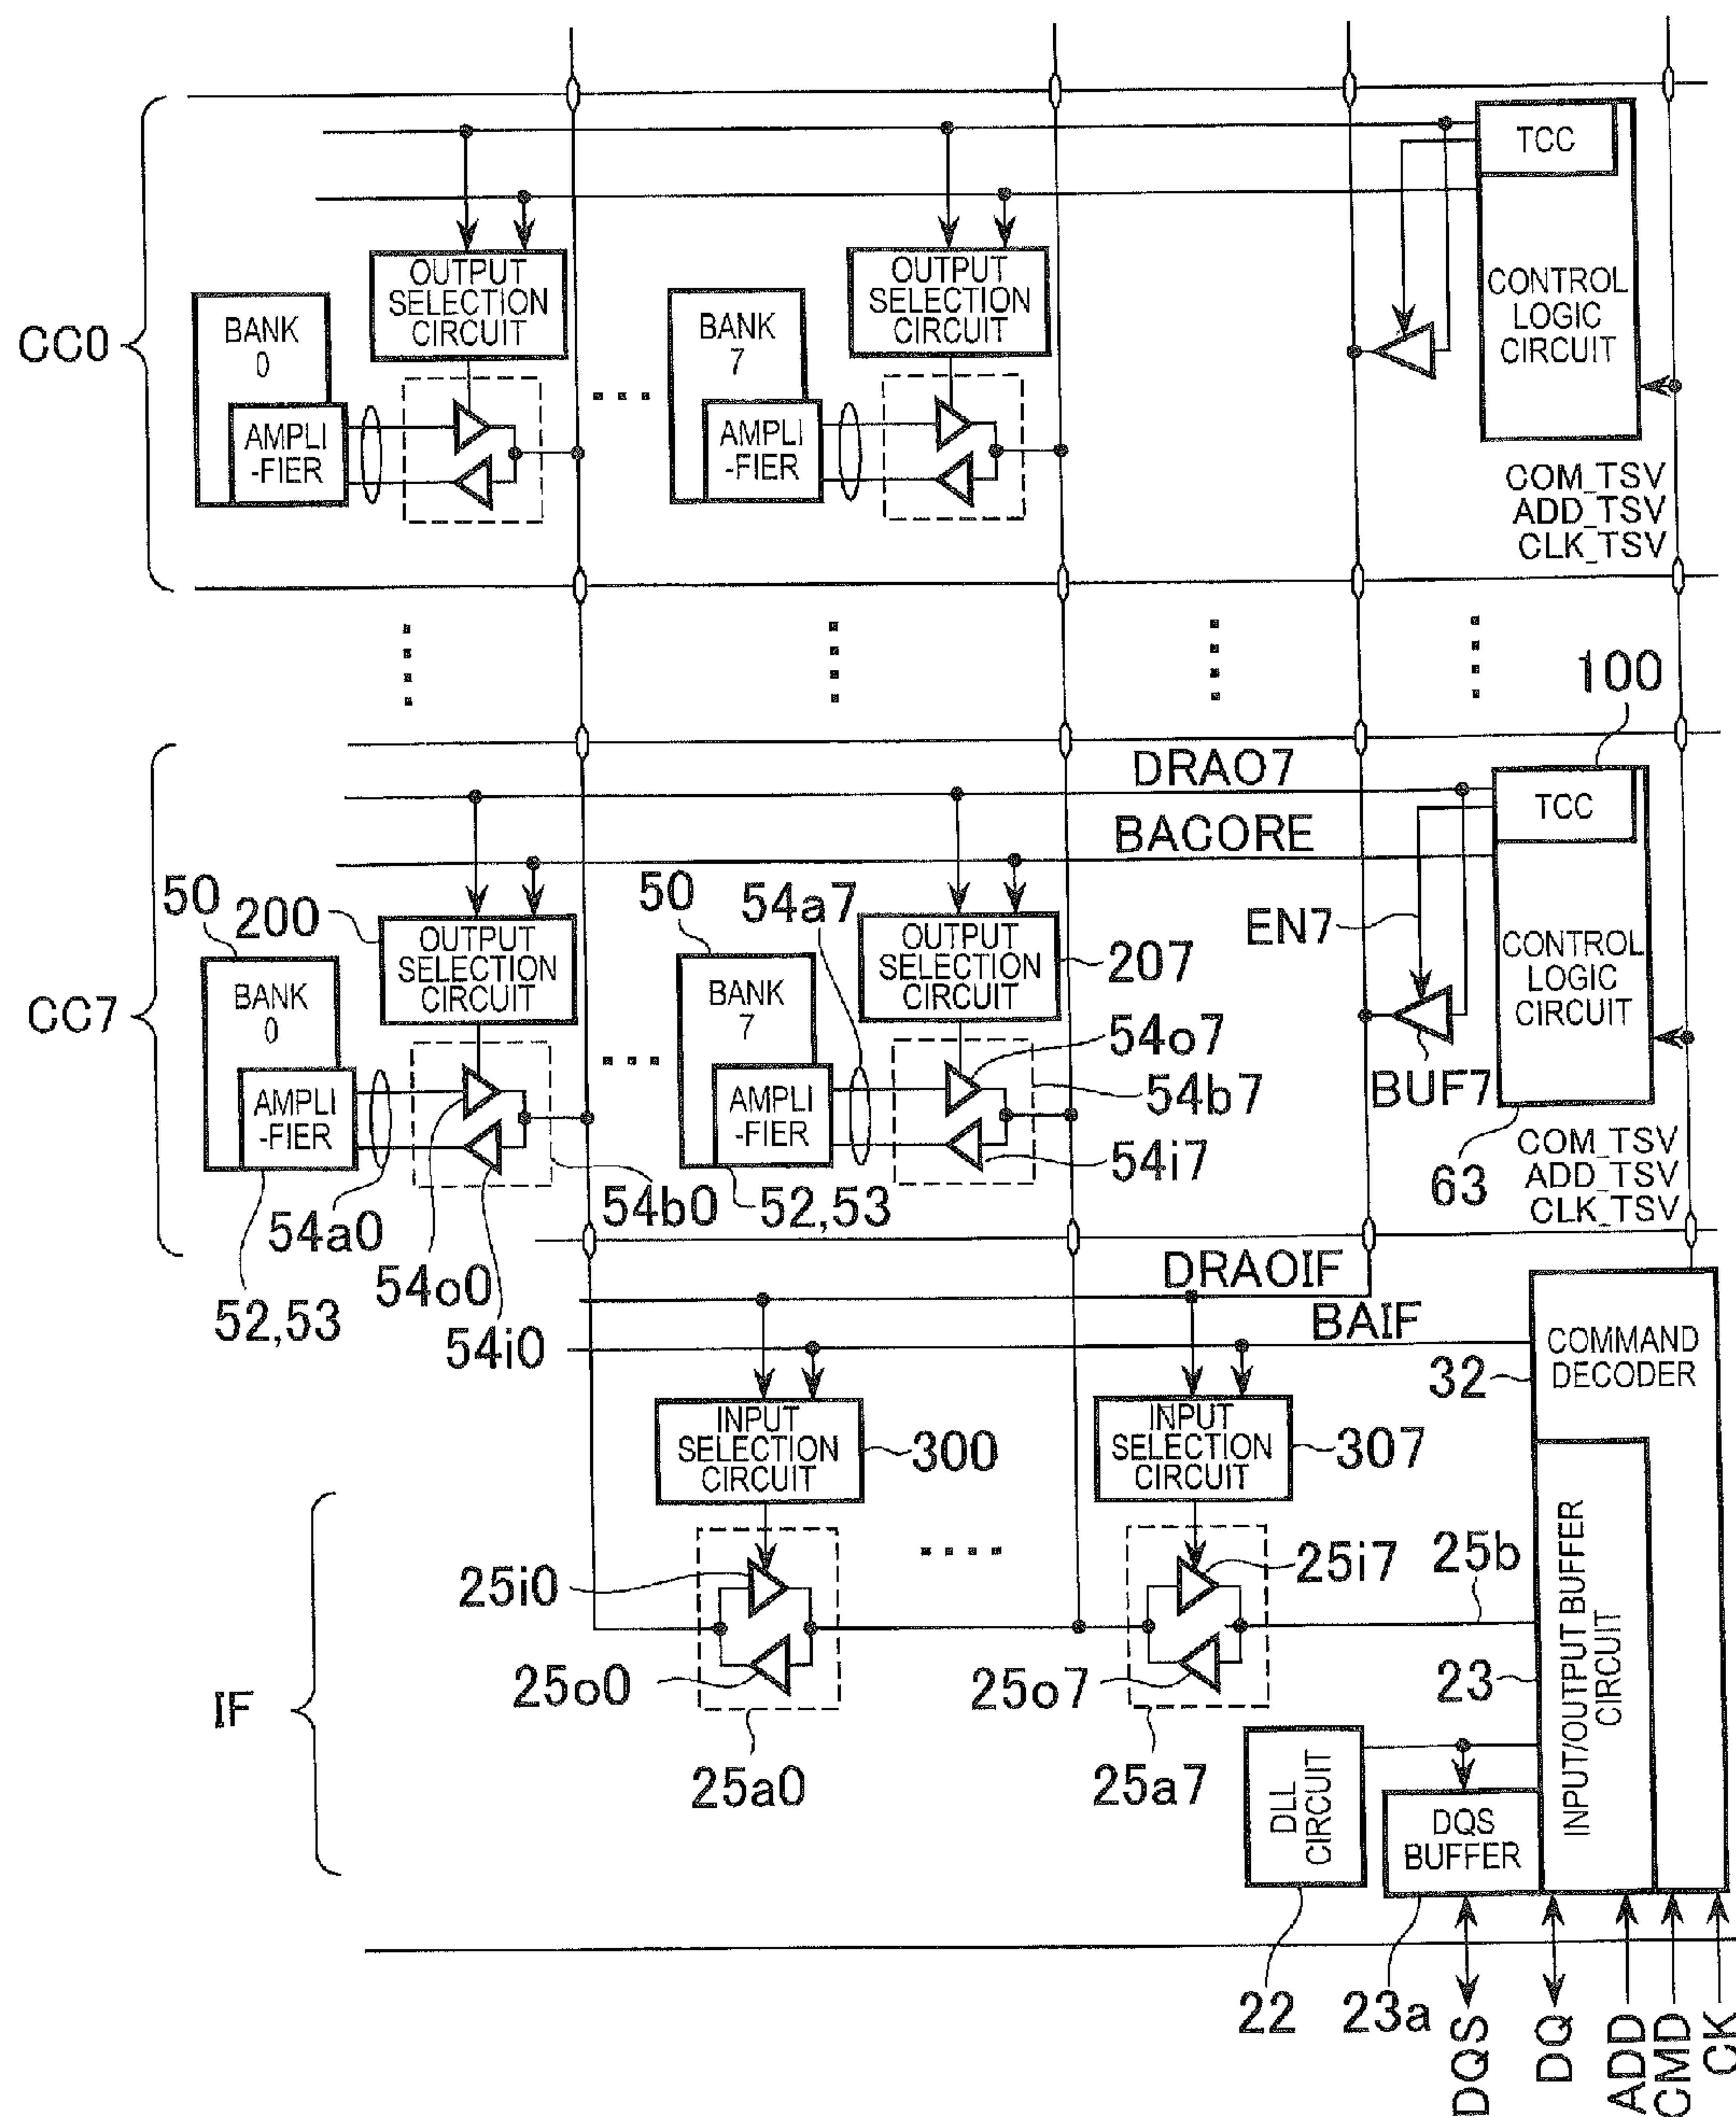 TCC
OUTPUT
SELECTION
CIRCUIT
OUTPUT
SELECTION
CIRCUIT
CONTROL
LOGIC
CIRCUIT
CC0
BANK
0
BANK
7
AMPLI
-FIER
AMPLI
-FIER
COM_TSV
ADD_TSV
CLK_TSV
100
DRAO7
TCC
BACORE
50
200
50
54a7
EN7
OUTPUT
SELECTION
CIRCUIT
OUTPUT
SELECTION
CIRCUIT
207
CONTROL
LOGIC
CIRCUIT
CC7
BANK
0
BANK
7
54o7
BUF7
54b7
AMPLI
-FIER
AMPLI
-FIER
54i7
63
COM_TSV
ADD_TSV
CLK_TSV
54b0
52,53
54a0
54o0
52,53
54i0
DRAOIF
BAIF
COMMAND
DECODER
32
INPUT
SELECTION
CIRCUIT
300
INPUT
SELECTION
CIRCUIT
307
25i0
25i7
25b
INPUT/OUTPUT BUFFER
CIRCUIT
25o0
25o7
23
IF
25a0
25a7
DLL
CIRCUIT
DQS
BUFFER
22
23a
DQS
DQ
ADD
CMD
CK